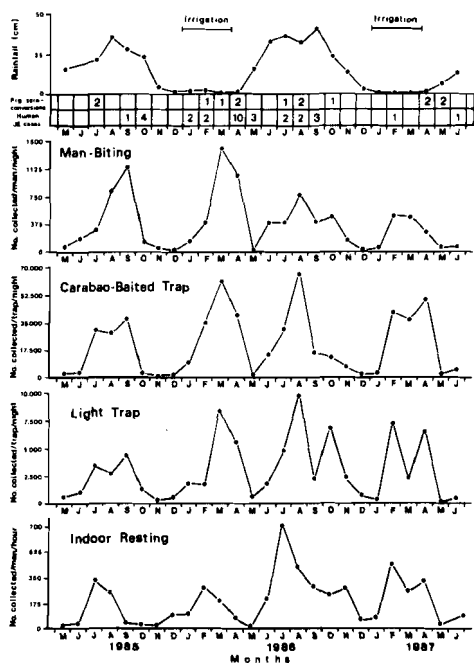 Irrigation Irrigation
50
25
0
Rainfall (cm)
Pig sero-conversions 2 1 1 2 1 2 1 2 2
Human JE cases 1 4 2 2 10 3 2 2 3 1 1
M J J A S O N D J F M A M J J A S O N D J F M A M J
Man-Biting
1500
1125
750
375
0
No. collected/man/night
M J J A S O N D J F M A M J J A S O N D J F M A M J
Carabao-Baited Trap
70.000
52.500
35.000
17.500
0
No. collected/trap/night
M J J A S O N D J F M A M J J A S O N D J F M A M J
Light Trap
10.000
5.000
2.500
0
No. collected/trap/night
M J J A S O N D J F M A M J J A S O N D J F M A M J
Indoor Resting
700
350
175
0
No. collected/man/hour
M J J A S O N D J F M A M J J A S O N D J F M A M J
1985 1986 1987
Months